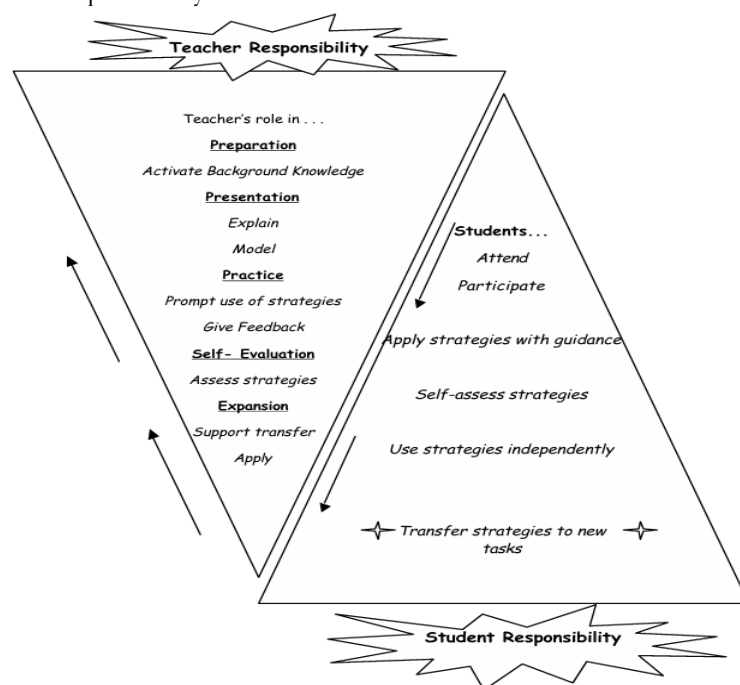 Teacher Responsibility
Teacher's role in . . .
Preparation
Activate Background Knowledge
Presentation
Explain
Model
Practice
Prompt use of strategies
Give Feedback
Self- Evaluation
Assess strategies
Expansion
Support transfer
Apply
Students...
Attend
Participate
Apply strategies with guidance
Self-assess strategies
Use strategies independently
Transfer strategies to new
tasks
Student Responsibility